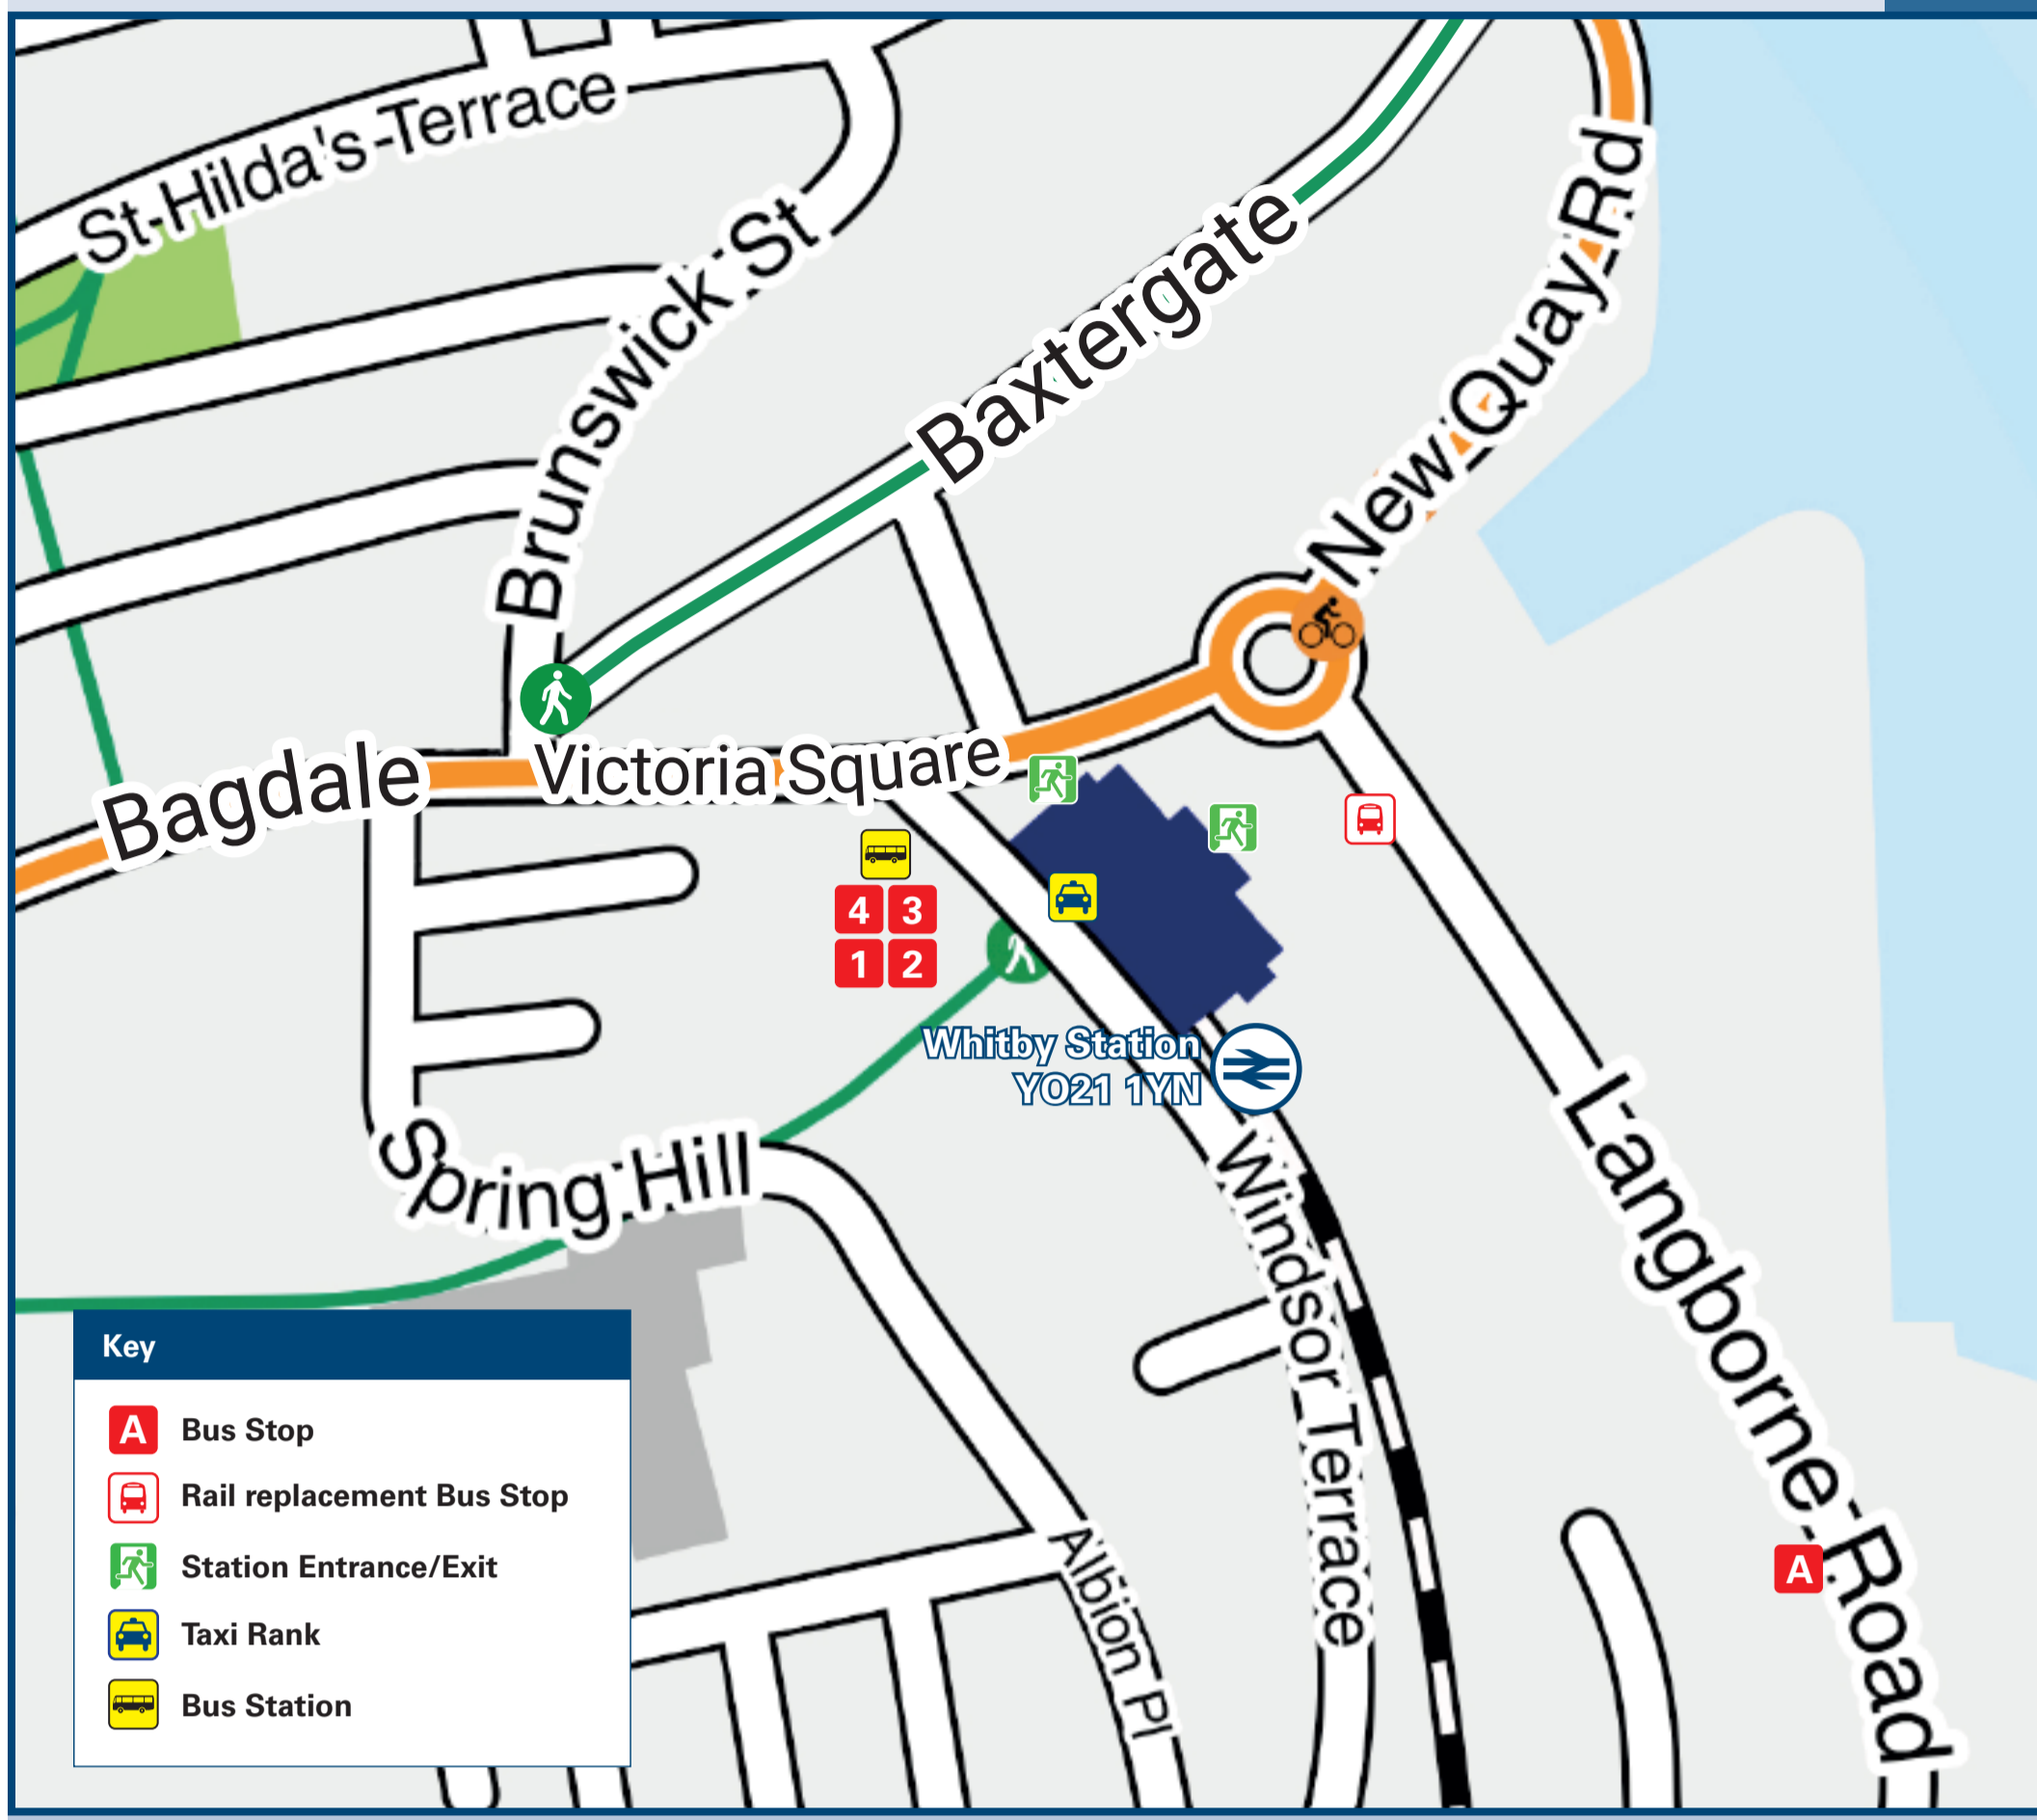 St Hilda's Terrace
Brunswick St
Baxtergate
New Quay Rd
Bagdale
Victoria Square
4 3
1 2
Whitby Station
YO21 1YN
Spring Hill
Windsor Terrace
Langborne Road
Albion Pl
A
Key
A Bus Stop
Rail replacement Bus Stop
Station Entrance/Exit
Taxi Rank
Bus Station